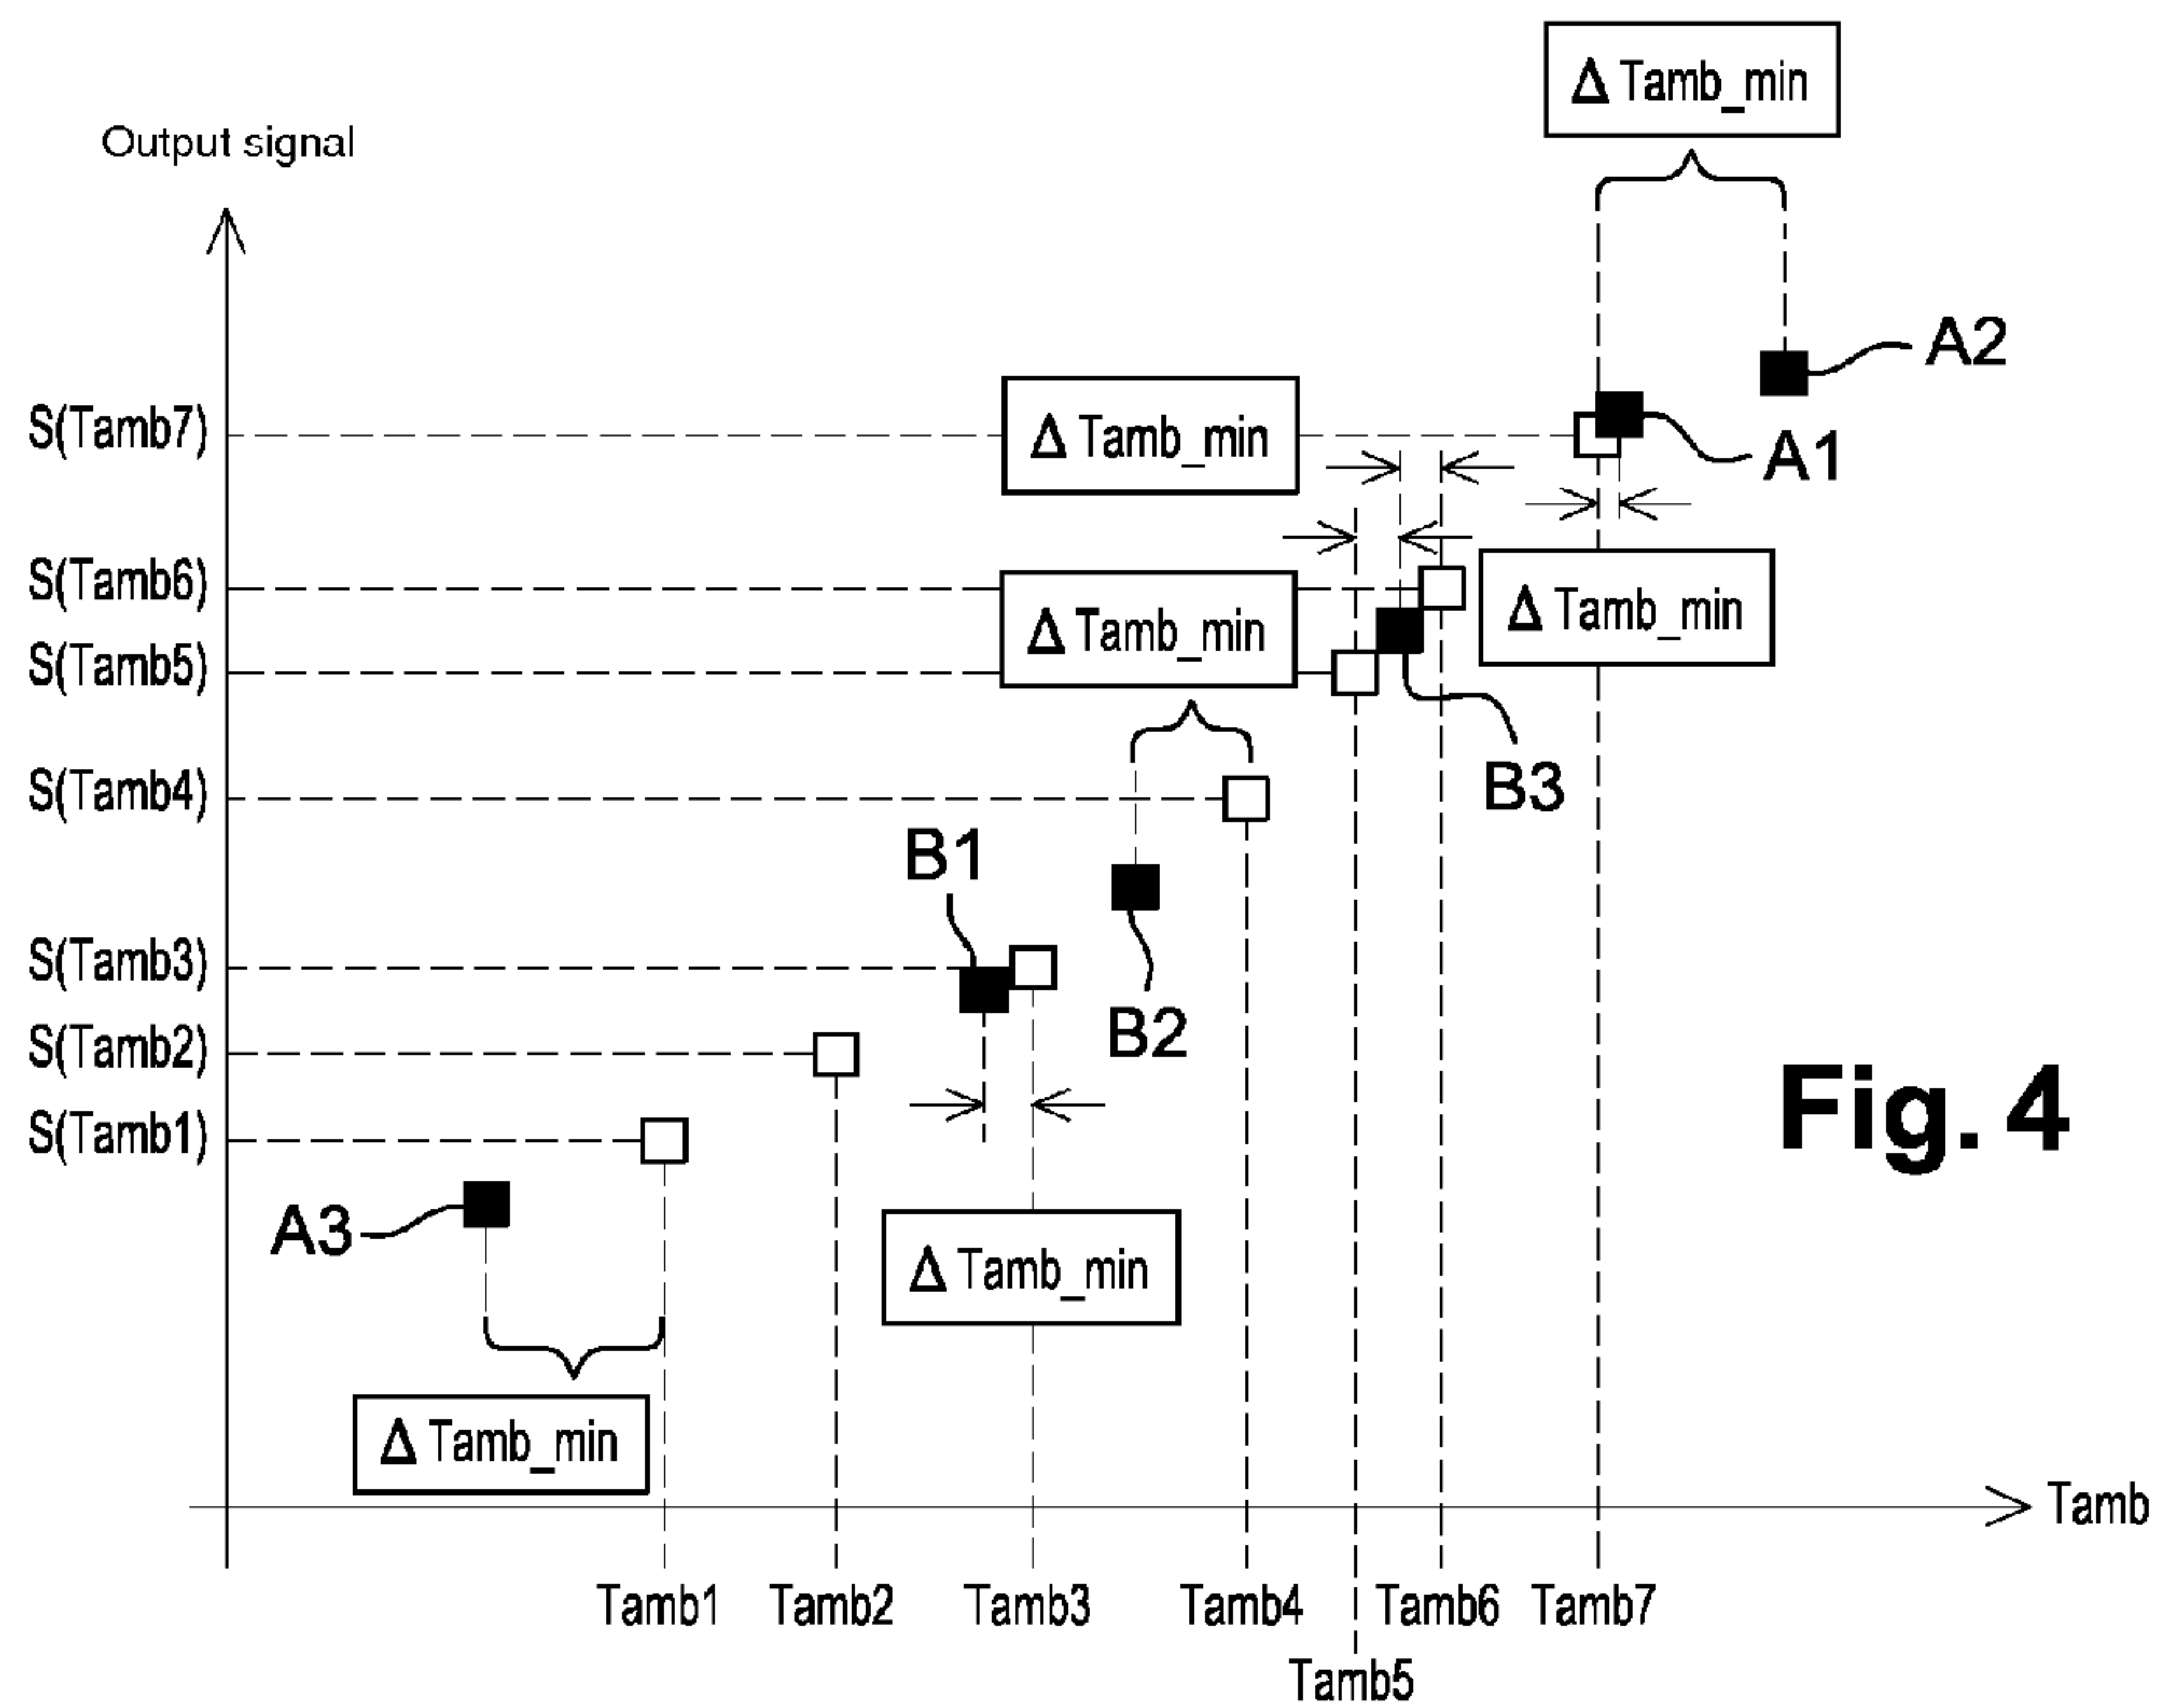 Δ Tamb_min
Output signal
A2
S(Tamb7)
Δ Tamb_min
A1
S(Tamb6)
Δ Tamb_min
Δ Tamb_min
S(Tamb5)
B3
S(Tamb4)
B1
S(Tamb3)
B2
S(Tamb2)
Fig. 4
S(Tamb1)
A3
Δ Tamb_min
Δ Tamb_min
Tamb
Tamb1 Tamb2 Tamb3 Tamb4 Tamb6 Tamb7
Tamb5